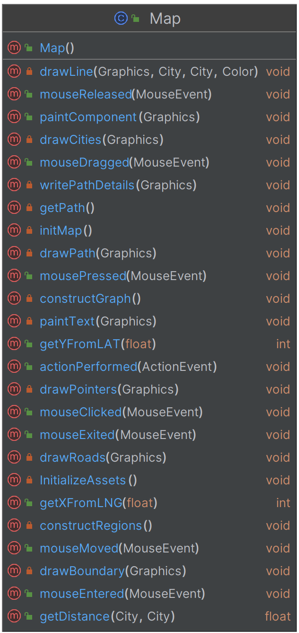 Map
Map()
drawLine(Graphics, City, City, Color) void
mouseReleased(MouseEvent) void
paintComponent(Graphics) void
drawCities(Graphics) void
mouseDragged(MouseEvent) void
writePathDetails(Graphics) void
getPath() void
initMap() void
drawPath(Graphics) void
mousePressed(MouseEvent) void
constructGraph() void
paintText(Graphics) void
getYFromLAT(float) int
actionPerformed(ActionEvent) void
drawPointers(Graphics) void
mouseClicked(MouseEvent) void
mouseExited(MouseEvent) void
drawRoads(Graphics) void
InitializeAssets() void
getXFromLNG(float) int
constructRegions() void
mouseMoved(MouseEvent) void
drawBoundary(Graphics) void
mouseEntered(MouseEvent) void
getDistance(City, City) float